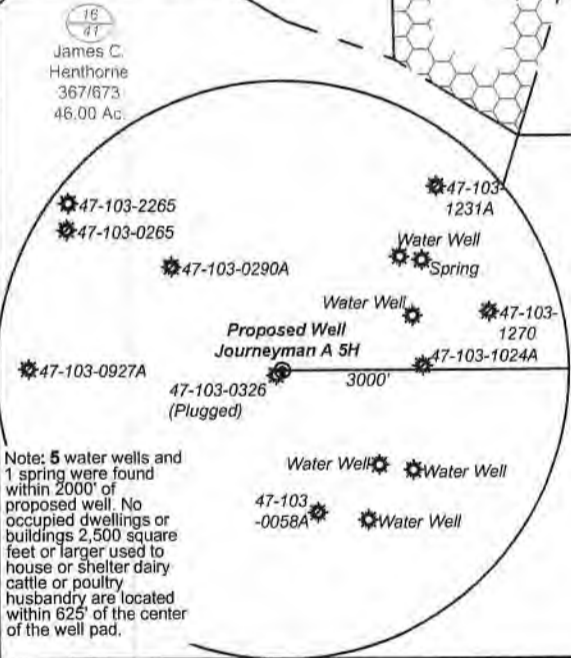 16
41
James C.
Henthorne
367/673
46.00 Ac.
47-103-
1231A
47-103-2265
47-103-0265
Water Well
Spring
47-103-0290A
Water Well
47-103-
1270
Proposed Well
Journeyman A 5H
47-103-1024A
47-103-0927A
3000'
47-103-0326
(Plugged)
Note: 5 water wells and
1 spring were found
within 2000' of
proposed well. No
occupied dwellings or
buildings 2,500 square
feet or larger used to
house or shelter dairy
cattle or poultry
husbandry are located
within 625' of the center
of the well pad.
Water Well
Water Well
47-103
-0058A
Water Well